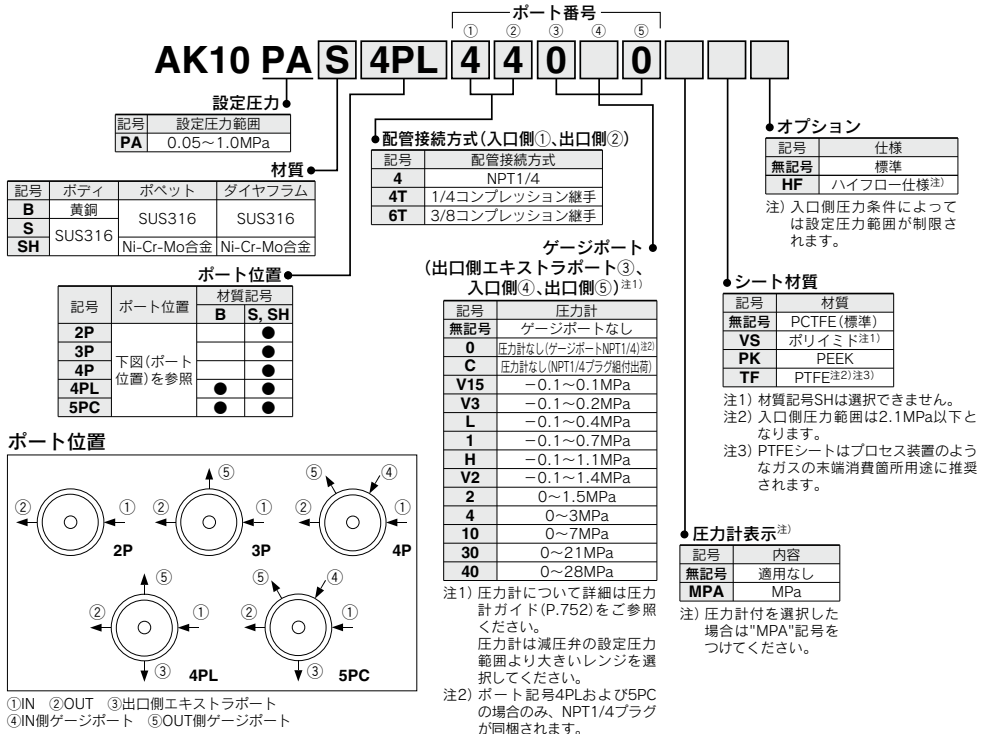 ポート番号
① ② ③ ④ ⑤
AK10 PA S 4PL 4 4 0 0
設定圧力
記号 設定圧力範囲
PA 0.05～1.0MPa
材質
記号 ボディ ポペット ダイヤフラム
B 黄銅 SUS316 SUS316
S SUS316
SH Ni-Cr-Mo合金 Ni-Cr-Mo合金
ポート位置
記号 ポート位置 材質記号
B S, SH
2P ●
3P ●
4P 下図(ポート位置)を参照 ●
4PL ● ●
5PC ● ●
配管接続方式(入口側①、出口側②)
記号 配管接続方式
4 NPT1/4
4T 1/4コンプレッション継手
6T 3/8コンプレッション継手
ゲージポート
(出口側エキストラポート③、
入口側④、出口側⑤)注1)
記号 圧力計
無記号 ゲージポートなし
0 圧力計なし(ゲージポートNPT1/4)注2)
C 圧力計なし(NPT1/4プラグ組付出荷)
V15 －0.1～0.1MPa
V3 －0.1～0.2MPa
L －0.1～0.4MPa
1 －0.1～0.7MPa
H －0.1～1.1MPa
V2 －0.1～1.4MPa
2 0～1.5MPa
4 0～3MPa
10 0～7MPa
30 0～21MPa
40 0～28MPa
注1) 圧力計について詳細は圧力
計ガイド(P.752)をご参照
ください。
圧力計は減圧弁の設定圧力
範囲より大きいレンジを選
択してください。
注2) ポート記号4PLおよび5PC
の場合のみ、NPT1/4プラグ
が同梱されます。
オプション
記号 仕様
無記号 標準
HF ハイフロー仕様注)
注) 入口側圧力条件によって
は設定圧力範囲が制限さ
れます。
シート材質
記号 材質
無記号 PCTFE(標準)
VS ポリイミド注1)
PK PEEK
TF PTFE注2)注3)
注1) 材質記号SHは選択できません。
注2) 入口側圧力範囲は2.1MPa以下と
なります。
注3) PTFEシートはプロセス装置のよう
なガスの末端消費箇所用途に推奨
されます。
圧力計表示注)
記号 内容
無記号 適用なし
MPA MPa
注) 圧力計付を選択した
場合は"MPA"記号を
つけてください。
ポート位置
② ① 2P
⑤ ② ① 3P
⑤ ④ ② ① 4P
⑤ ② ① ③ 4PL
⑤ ④ ② ① ③ 5PC
①IN ②OUT ③出口側エキストラポート
④IN側ゲージポート ⑤OUT側ゲージポート